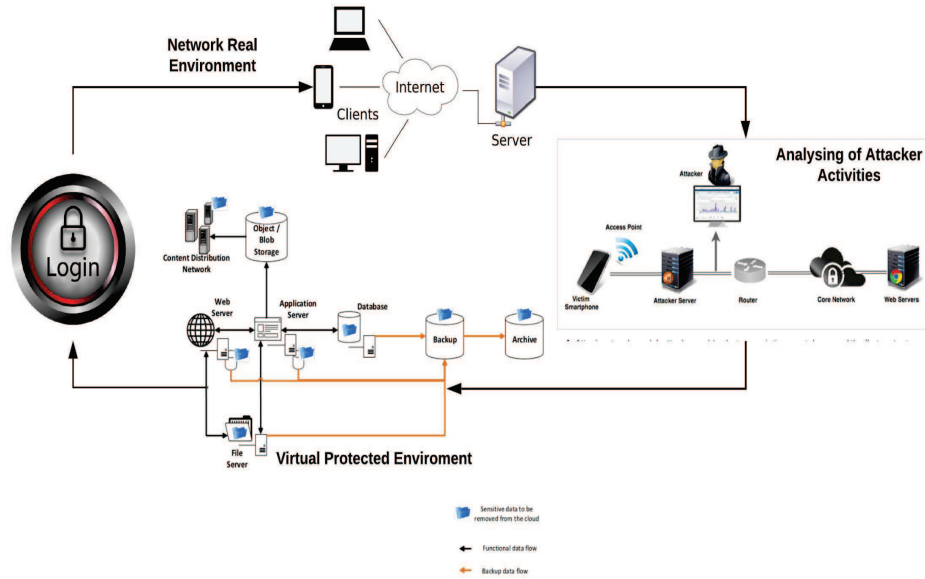 Network Real
Environment
Clients
Internet
Server
Analysing of Attacker
Activities
Attacker
Access Point
Victim
Smartphone
Attacker Server
Router
Core Network
Web Servers
Login
Object /
Blob
Storage
Content Distribution
Network
Web
Server
Application
Server
Database
Backup
Archive
File
Server
Virtual Protected Enviroment
Sensitive data to be
removed from the cloud
Functional data flow
Backup data flow